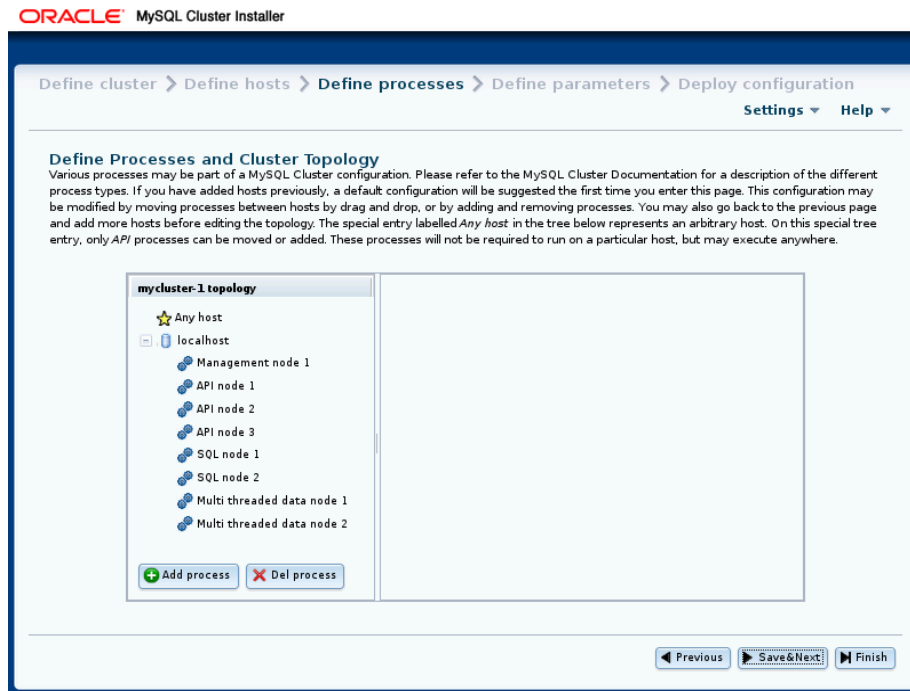 ORACLE® MySQL Cluster Installer
Define cluster > Define hosts > Define processes > Define parameters > Deploy configuration
Settings Help
Define Processes and Cluster Topology
Various processes may be part of a MySQL Cluster configuration. Please refer to the MySQL Cluster Documentation for a description of the different
process types. If you have added hosts previously, a default configuration will be suggested the first time you enter this page. This configuration may
be modified by moving processes between hosts by drag and drop, or by adding and removing processes. You may also go back to the previous page
and add more hosts before editing the topology. The special entry labelled Any host in the tree below represents an arbitrary host. On this special tree
entry, only API processes can be moved or added. These processes will not be required to run on a particular host, but may execute anywhere.
mycluster-1 topology
Any host
localhost
Management node 1
API node 1
API node 2
API node 3
SQL node 1
SQL node 2
Multi threaded data node 1
Multi threaded data node 2
Add process Del process
Previous Save&Next Finish